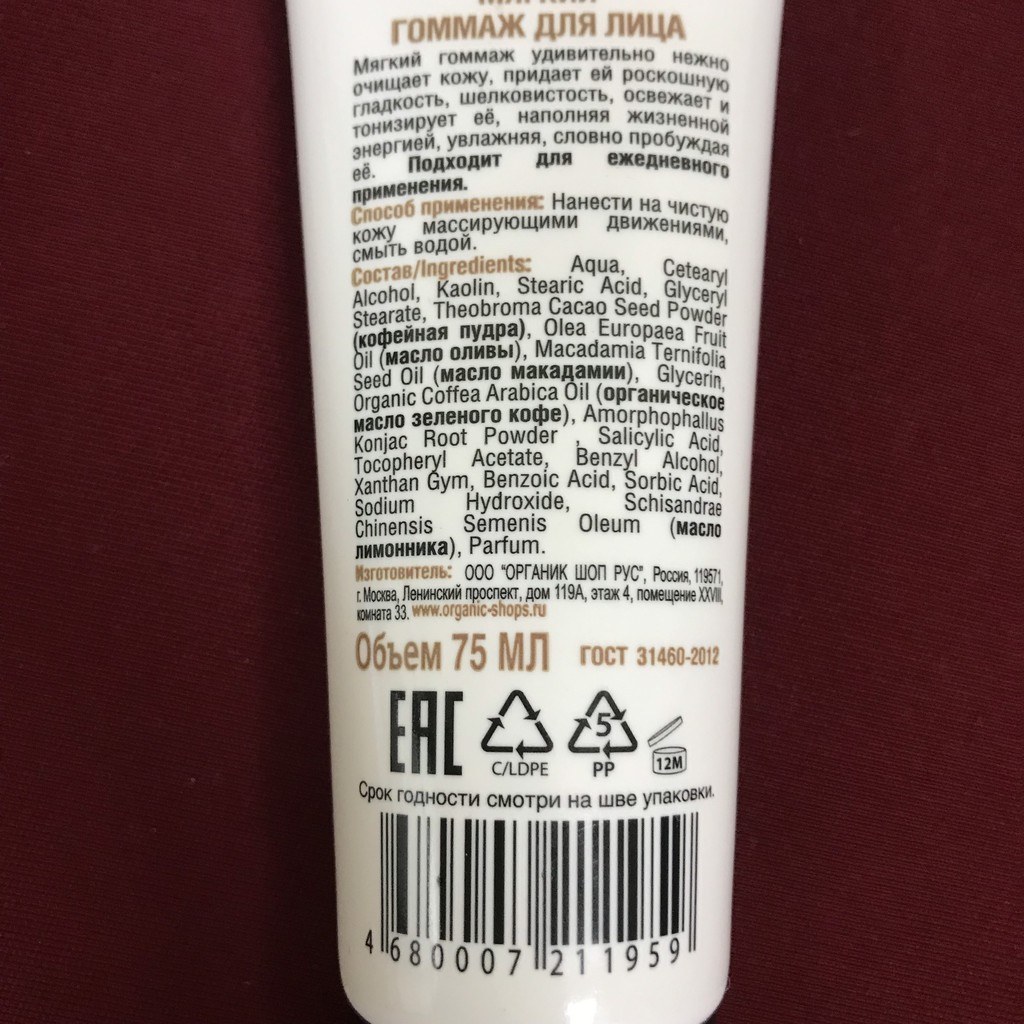 МЯГКИЙ
ГОММАЖ ДЛЯ ЛИЦА
Мягкий гоммаж удивительно нежно
очищает кожу, придает ей роскошную
гладкость, шелковистость, освежает и
тонизирует её, наполняя жизненной
энергией, увлажняя, словно пробуждая
её. Подходит для ежедневного
применения.
Способ применения: Нанести на чистую
кожу массирующими движениями,
смыть водой.
Состав/Ingredients: Aqua, Cetearyl
Alcohol, Kaolin, Stearic Acid, Glyceryl
Stearate, Theobroma Cacao Seed Powder
(кофейная пудра), Olea Europaea Fruit
Oil (масло оливы), Macadamia Ternifolia
Seed Oil (масло макадамии), Glycerin,
Organic Coffea Arabica Oil (органическое
масло зеленого кофе), Amorphophallus
Konjac Root Powder , Salicylic Acid,
Tocopheryl Acetate, Benzyl Alcohol,
Xanthan Gym, Benzoic Acid, Sorbic Acid,
Sodium Hydroxide, Schisandrae
Chinensis Semenis Oleum (масло
лимонника), Parfum.
Изготовитель: ООО "ОРГАНИК ШОП РУС", Россия, 119571,
г. Москва, Ленинский проспект, дом 119А, этаж 4, помещение XXVIII,
комната 33. www.organic-shops.ru
Объем 75 МЛ ГОСТ 31460-2012
EAC 5 12M
C/LDPE PP
Срок годности смотри на шве упаковки.
4 680007 211959